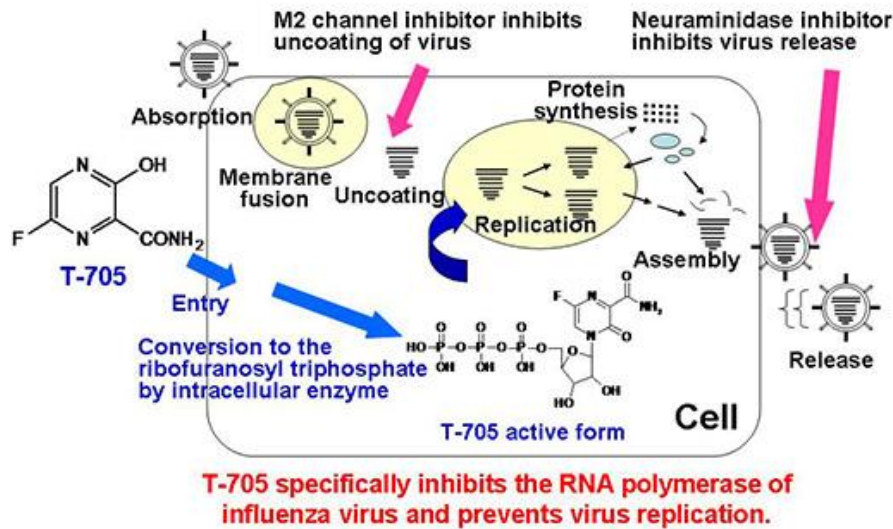 M2 channel inhibitor inhibits
uncoating of virus
Neuraminidase inhibitor
inhibits virus release
Absorption
Membrane
fusion
Uncoating
Protein
synthesis
Replication
Assembly
Release
N
OH
F
N
CONH2
T-705
Entry
Conversion to the
ribofuranosyl triphosphate
by intracellular enzyme
O
F
N
NH2
N
O
O
O
O
HO-P-O-P-O-P-O
OH
OH
OH
O
HO
OH
T-705 active form
Cell
T-705 specifically inhibits the RNA polymerase of
influenza virus and prevents virus replication.